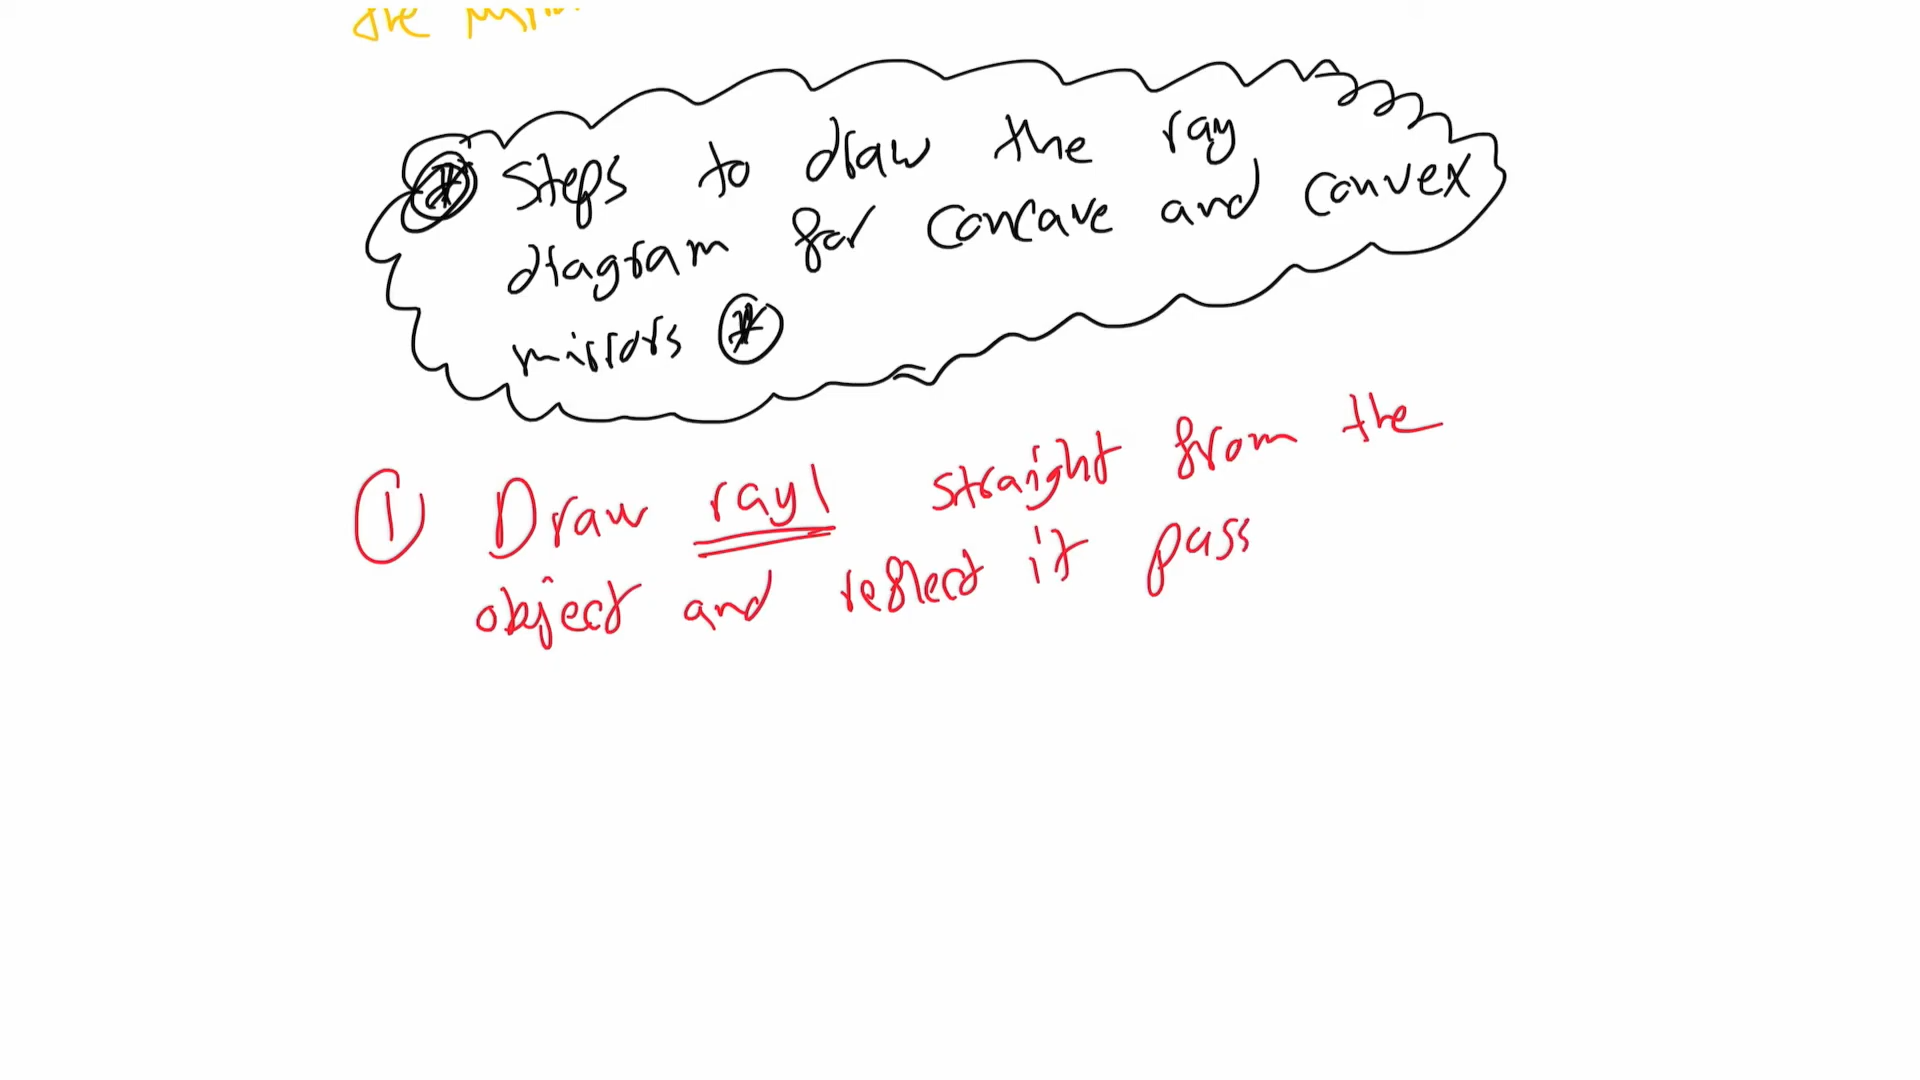 the
Steps to draw the ray
diagram for concave and convex
mirrors
① Draw ray1 straight from the
object and reflect it pass